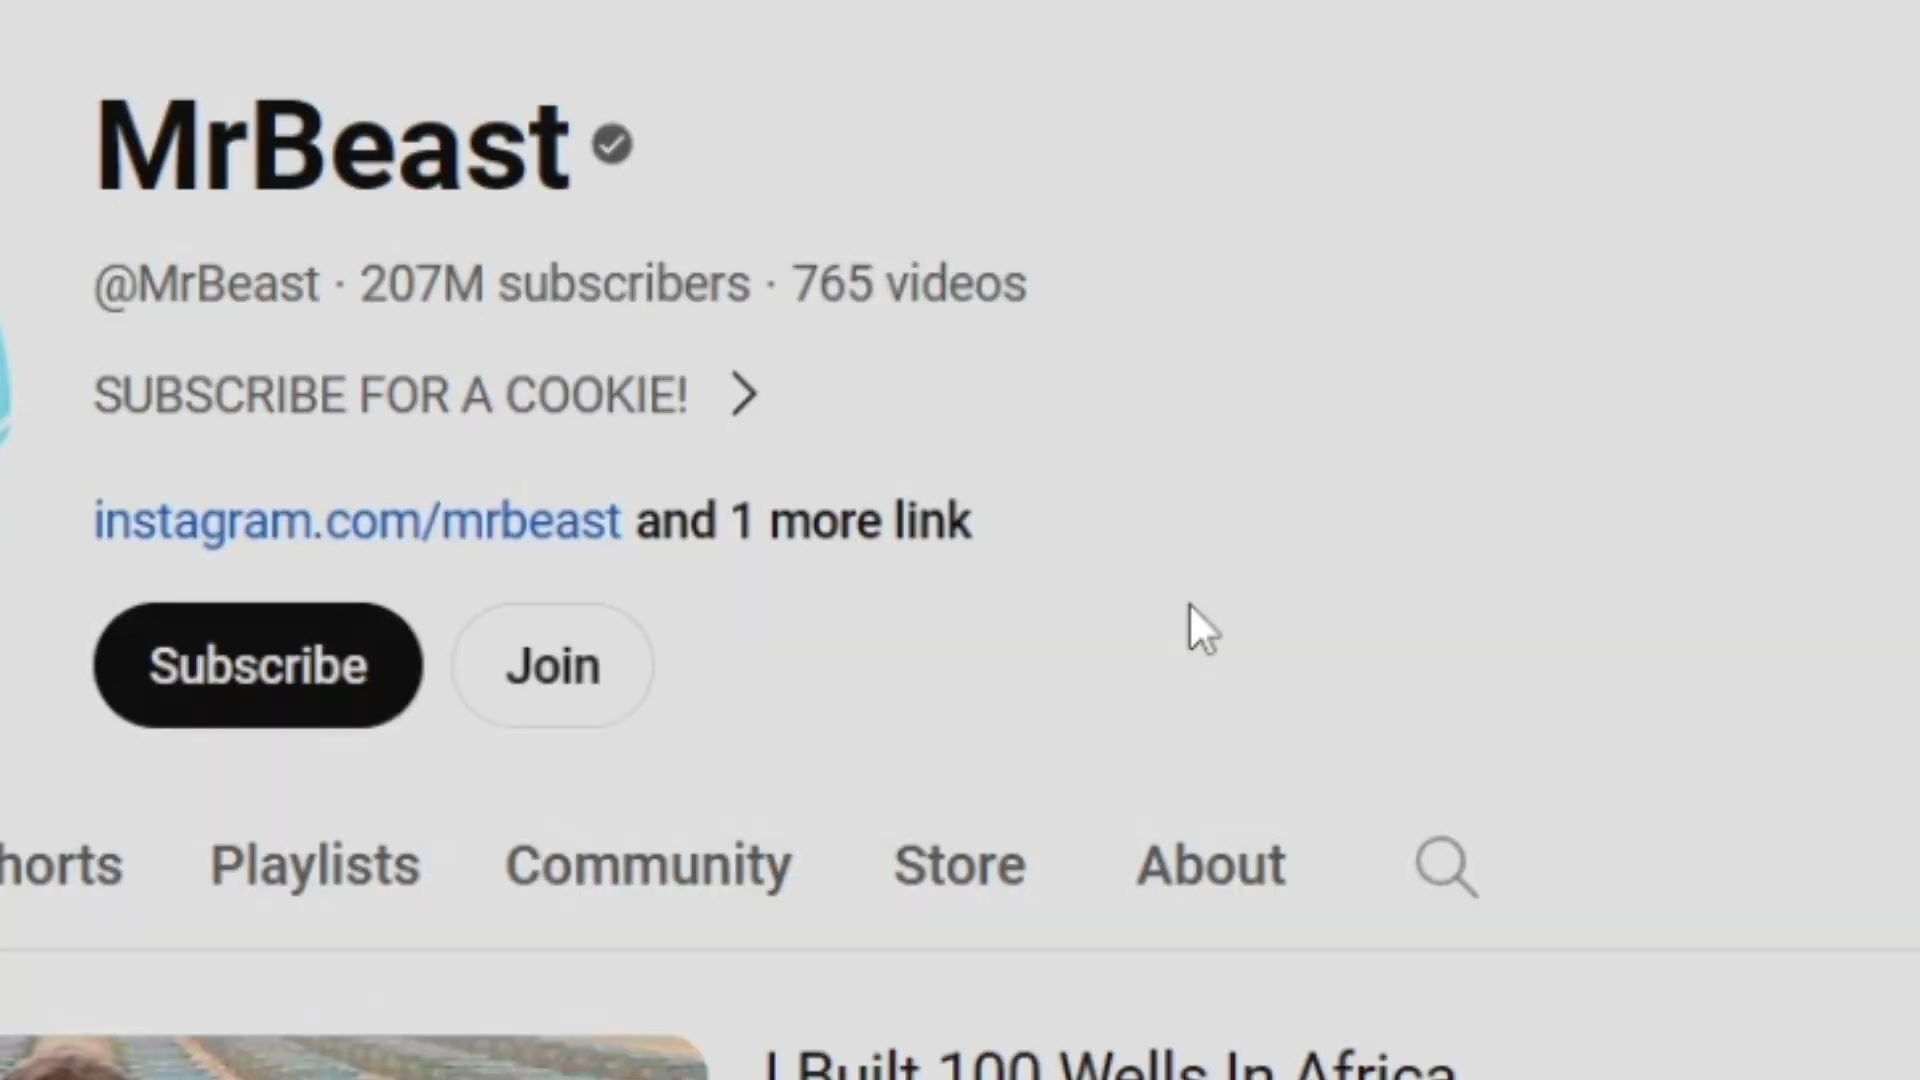 MrBeast
@MrBeast · 207M subscribers · 765 videos
SUBSCRIBE FOR A COOKIE!
instagram.com/mrbeast and 1 more link
Subscribe Join
horts Playlists Community Store About
I Built 100 Wells In Africa